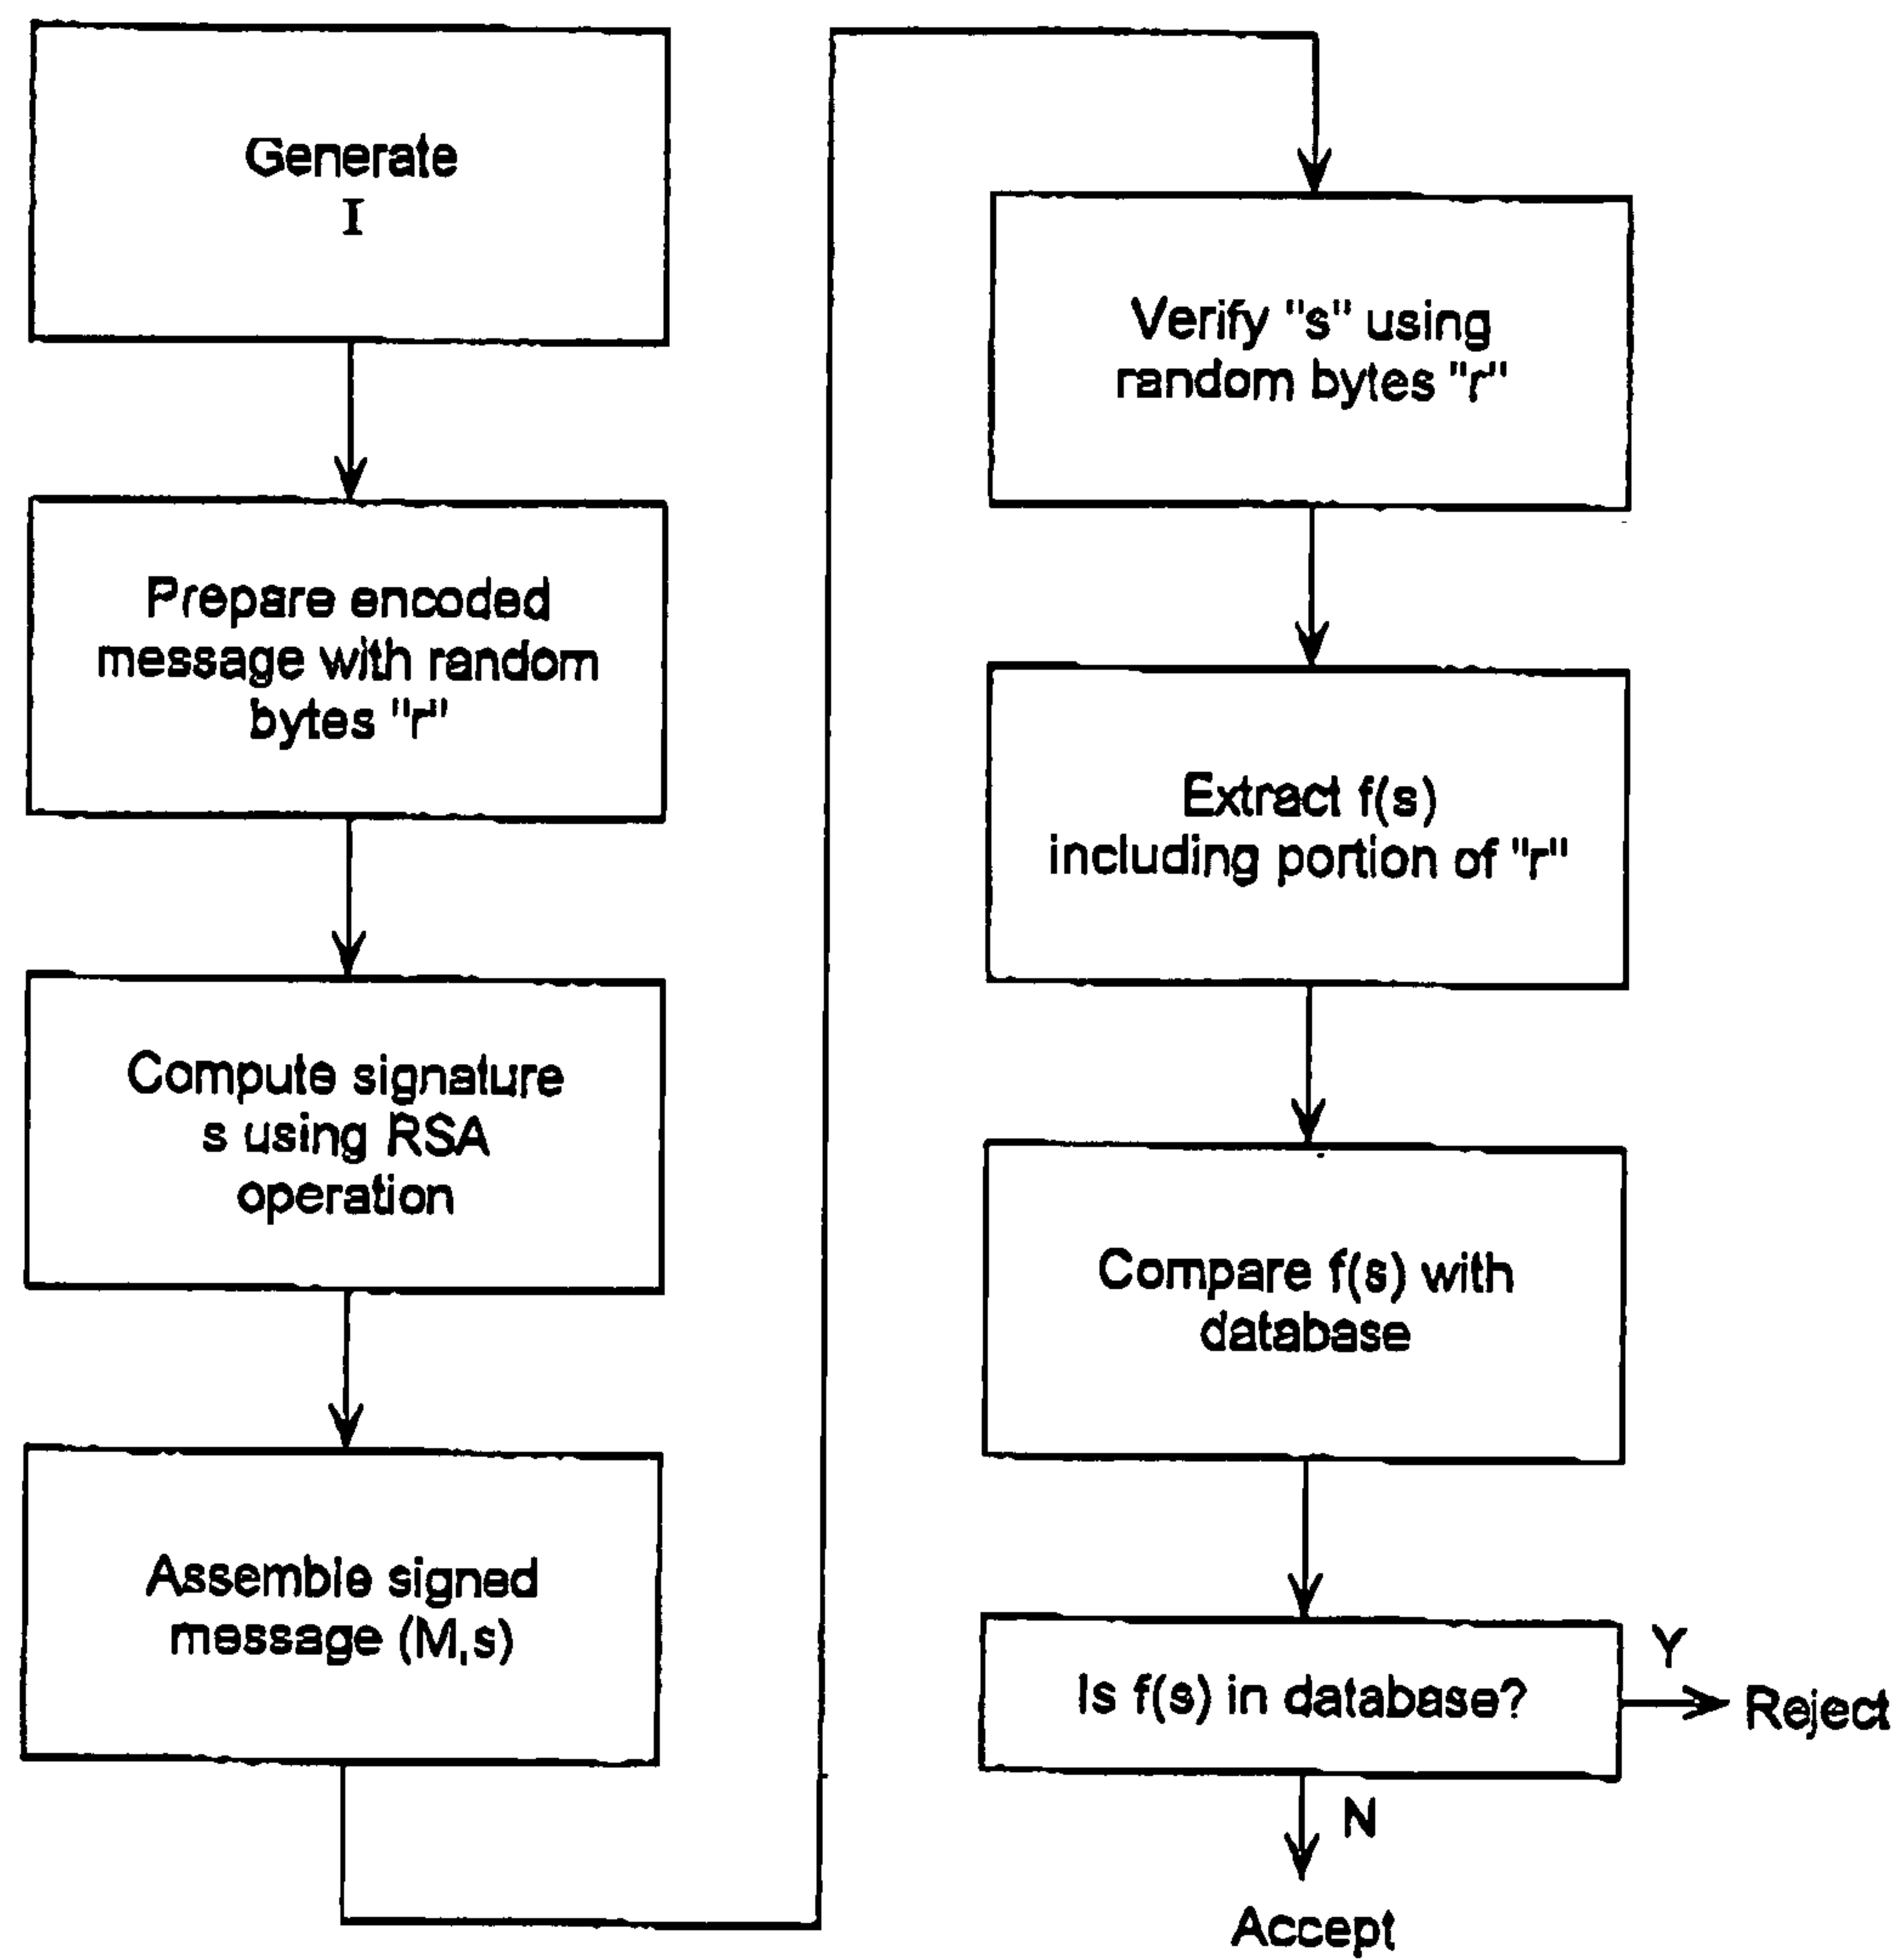 Generate
I
Prepare encoded
message with random
bytes "r"
Compute signature
s using RSA
operation
Assemble signed
message (M,s)
Verify "s" using
random bytes "r"
Extract f(s)
including portion of "r"
Compare f(s) with
database
Is f(s) in database?
Y
Reject
N
Accept